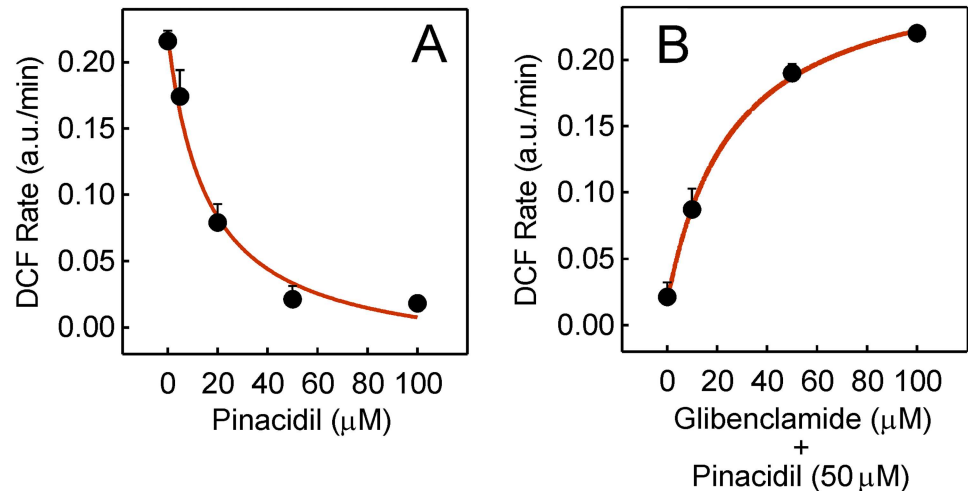 A
DCF Rate (a.u./min)
0.20
0.15
0.10
0.05
0.00
0 20 40 60 80 100
Pinacidil (μM)
B
DCF Rate (a.u./min)
0.20
0.15
0.10
0.05
0.00
0 20 40 60 80 100
Glibenclamide (μM)
+
Pinacidil (50 μM)